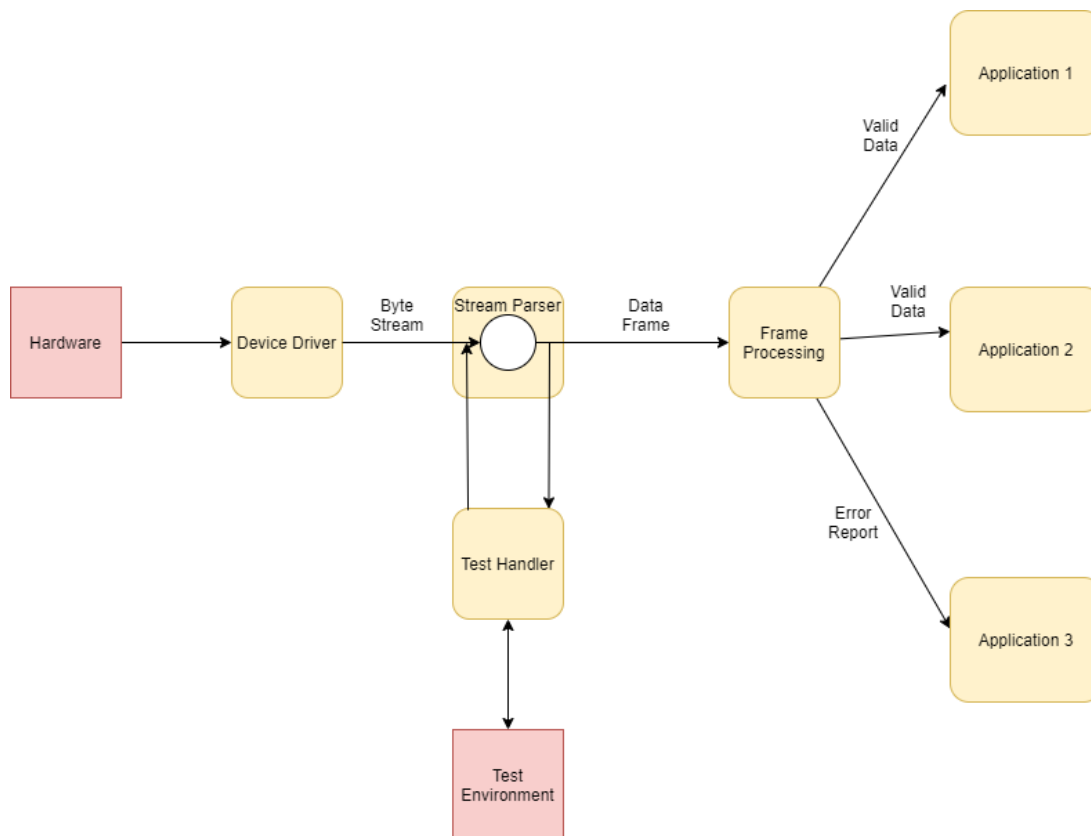 Application 1
Valid
Data
Hardware
Device Driver
Byte
Stream
Stream Parser
Data
Frame
Frame
Processing
Valid
Data
Application 2
Error
Report
Test Handler
Application 3
Test
Environment